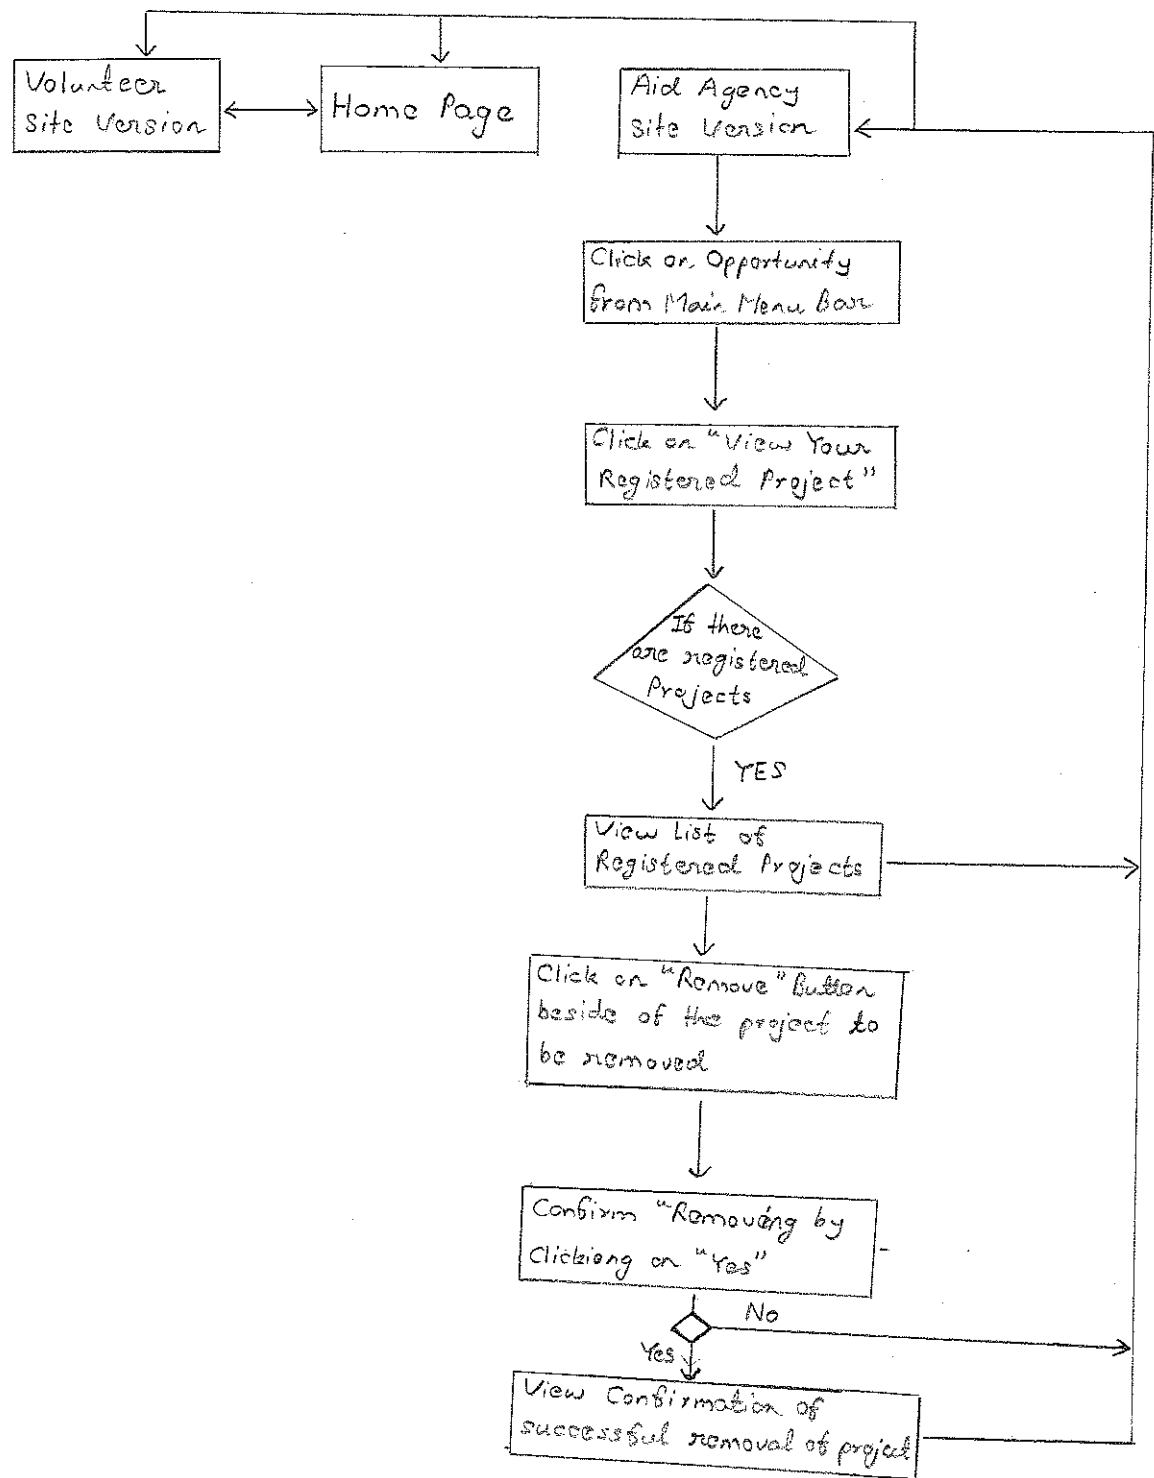 Volunteer
Site Version
Home Page
Aid Agency
Site Version
Click on Opportunity
from Main Menu Bar
Click on "View Your
Registered Project"
If there
are registered
Projects
YES
View List of
Registered Projects
Click on "Remove" Button
beside of the project to
be removed
Confirm "Removing by
Clickiong on "Yes"
No
Yes
View Confirmation of
successful removal of project